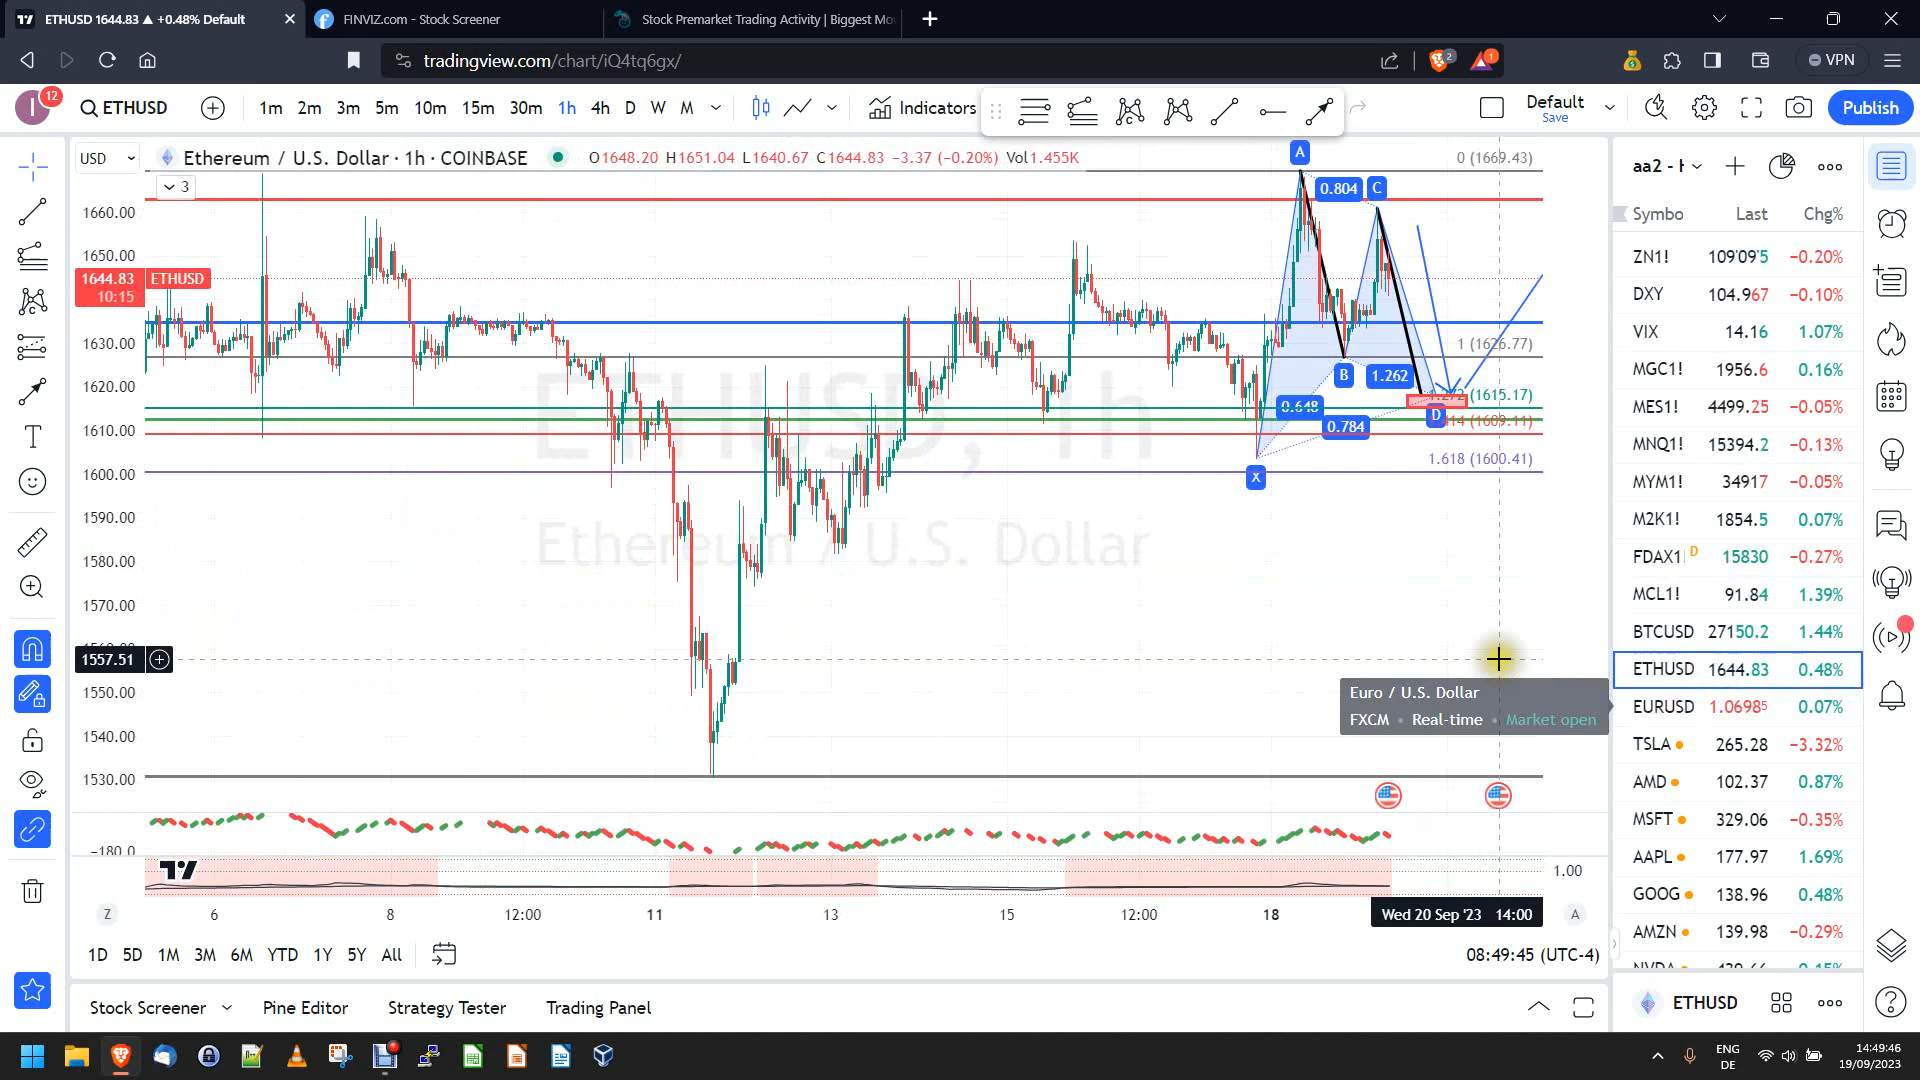 ETHUSD 1644.83 ▲ +0.48% Default
FINVIZ.com - Stock Screener
Stock Premarket Trading Activity | Biggest Mo
tradingview.com/chart/iQ4tq6gx/
2
1
VPN
I
12
ETHUSD
1m 2m 3m 5m 10m 15m 30m 1h 4h D W M
Indicators
Default
Save
Publish
USD
Ethereum / U.S. Dollar · 1h · COINBASE
O1648.20 H1651.04 L1640.67 C1644.83 −3.37 (−0.20%) Vol1.455K
3
ETHUSD, 1h
Ethereum / U.S. Dollar
1660.00
1650.00
1644.83 ETHUSD
10:15
1630.00
1620.00
1610.00
1600.00
1590.00
1580.00
1570.00
1557.51
1550.00
1540.00
1530.00
−180.0
A
0.804
C
0 (1669.43)
1 (1626.77)
B
1.262
1.272 (1615.17)
0.648
D
0.784
(1609.11)
1.618 (1600.41)
X
Euro / U.S. Dollar
FXCM • Real-time • Market open
1.00
Z
6
8
12:00
11
13
15
12:00
18
Wed 20 Sep '23 14:00
A
1D 5D 1M 3M 6M YTD 1Y 5Y All
08:49:45 (UTC-4)
Stock Screener
Pine Editor
Strategy Tester
Trading Panel
aa2 -
Symbo Last Chg%
ZN1! 109'09'5 −0.20%
DXY 104.967 −0.10%
VIX 14.16 1.07%
MGC1! 1956.6 0.16%
MES1! 4499.25 −0.05%
MNQ1! 15394.2 −0.13%
MYM1! 34917 −0.05%
M2K1! 1854.5 0.07%
FDAX1 D 15830 −0.27%
MCL1! 91.84 1.39%
BTCUSD 27150.2 1.44%
ETHUSD 1644.83 0.48%
EURUSD 1.06985 0.07%
TSLA 265.28 −3.32%
AMD 102.37 0.87%
MSFT 329.06 −0.35%
AAPL 177.97 1.69%
GOOG 138.96 0.48%
AMZN 139.98 −0.29%
ETHUSD
ENG
DE
14:49:46
19/09/2023